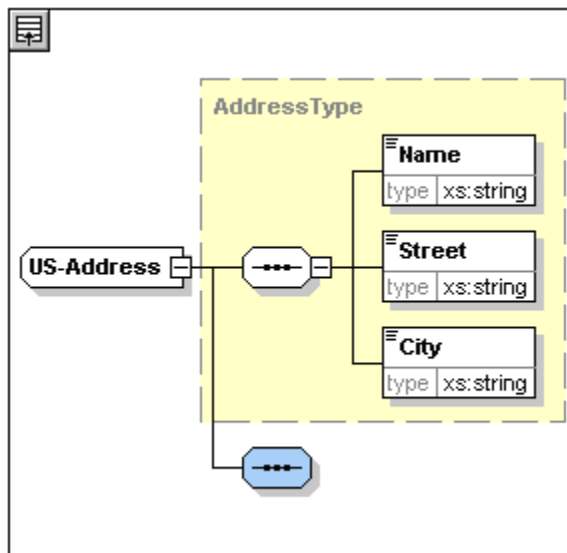 AddressType
Name
type xs:string
US-Address
Street
type xs:string
City
type xs:string